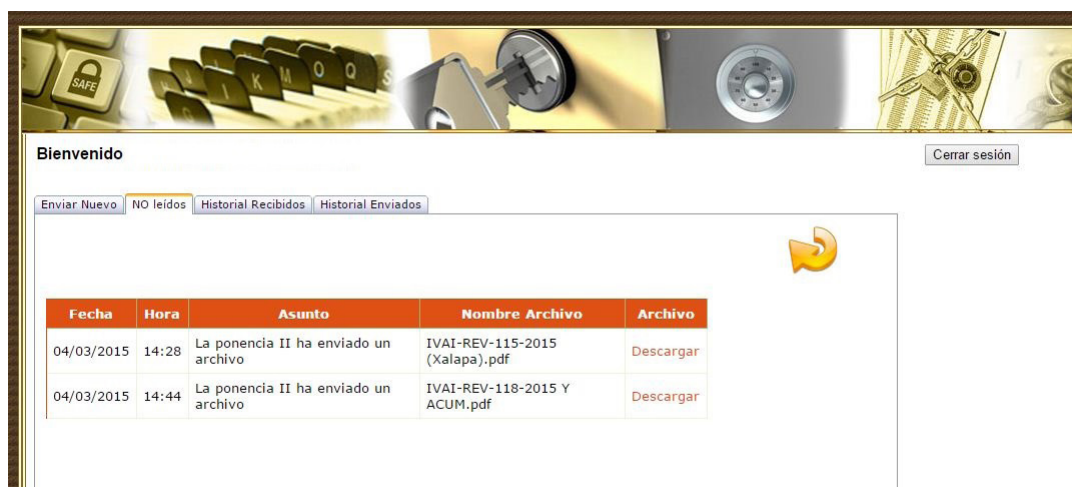 SAFE
J I K M O Q S
G I
Bienvenido
Cerrar sesión
Enviar Nuevo NO leídos Historial Recibidos Historial Enviados
Fecha Hora Asunto Nombre Archivo Archivo
04/03/2015 14:28 La ponencia II ha enviado un archivo IVAI-REV-115-2015 (Xalapa).pdf Descargar
04/03/2015 14:44 La ponencia II ha enviado un archivo IVAI-REV-118-2015 Y ACUM.pdf Descargar